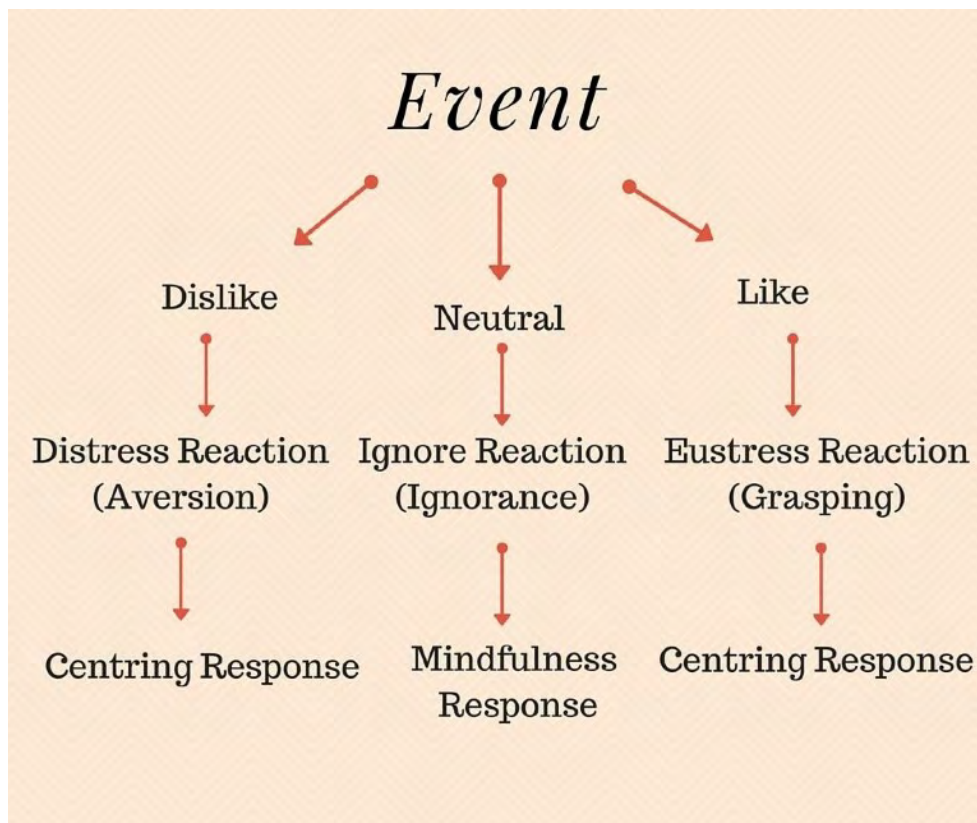 Event
Dislike
Neutral
Like
Distress Reaction
(Aversion)
Ignore Reaction
(Ignorance)
Eustress Reaction
(Grasping)
Centring Response
Mindfulness
Response
Centring Response